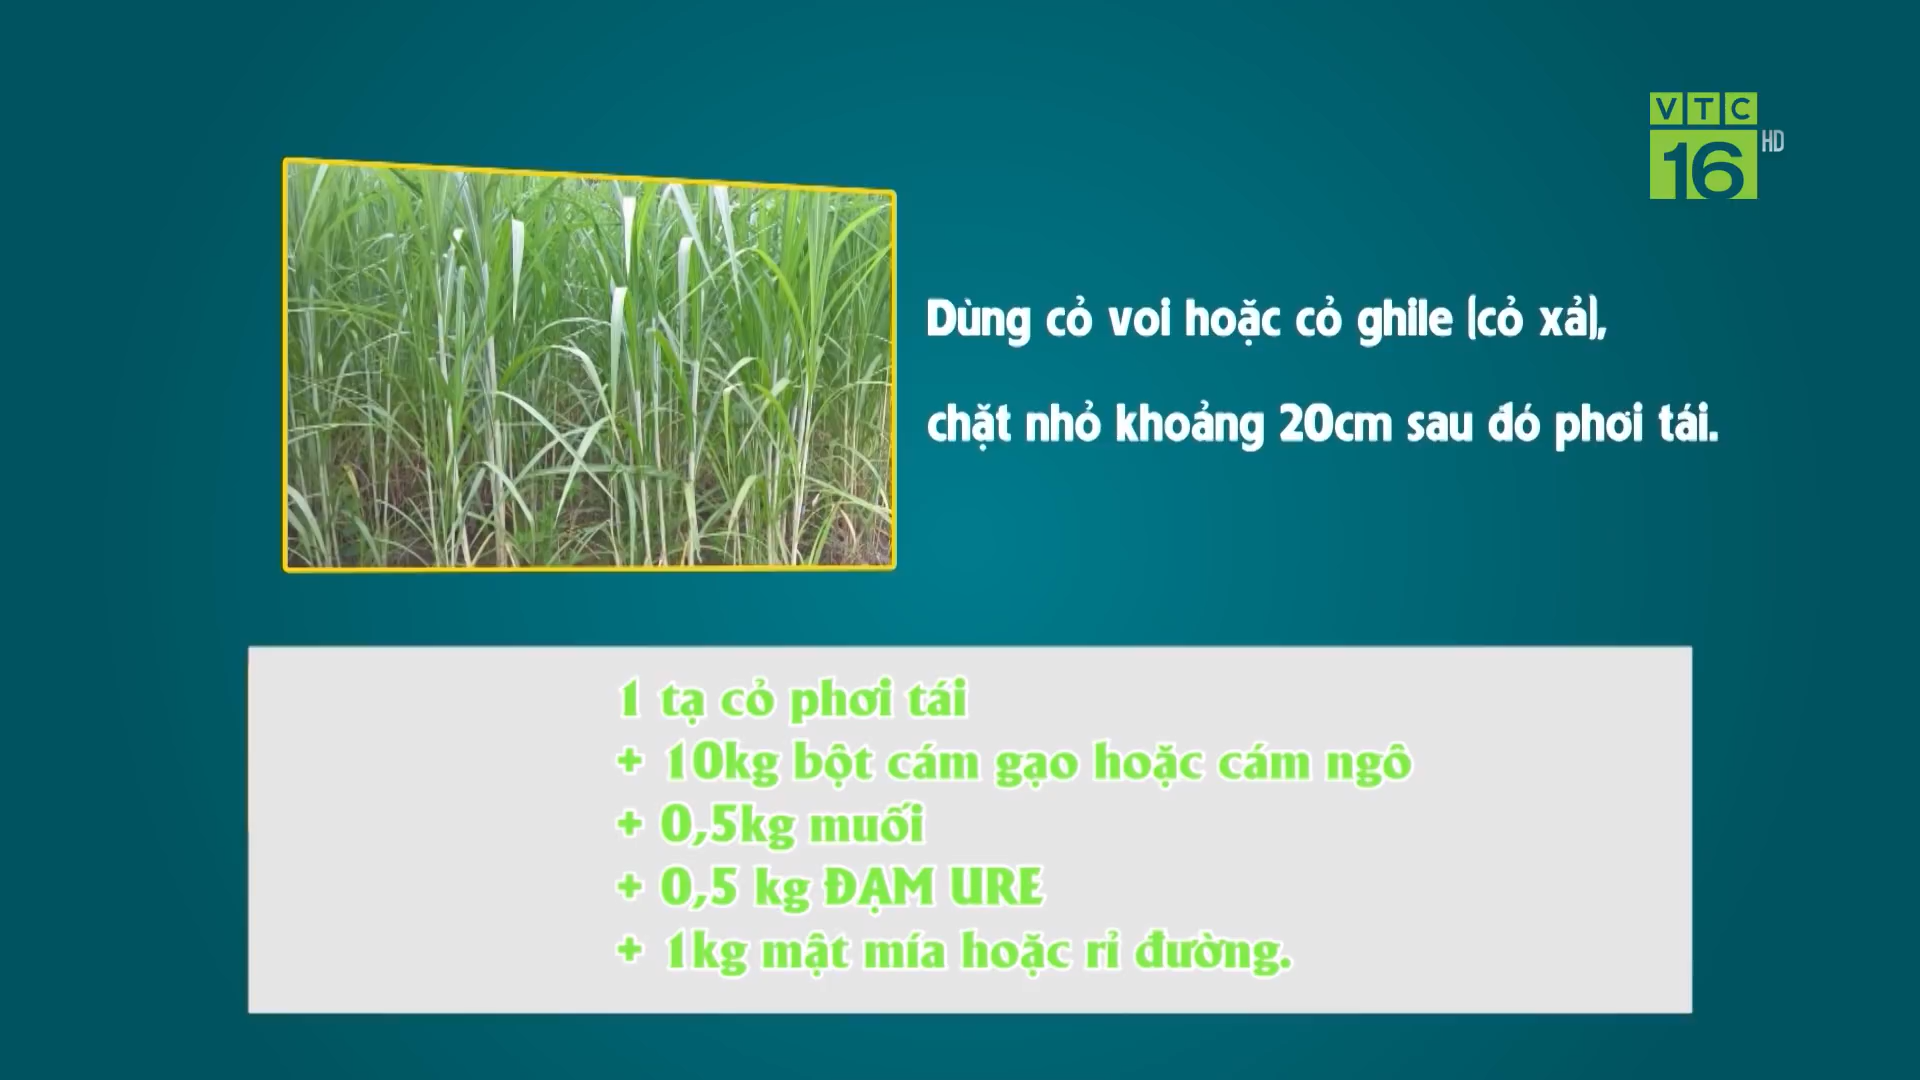 VTC
16 HD
Dùng cỏ voi hoặc cỏ ghile (cỏ xả),
chặt nhỏ khoảng 20cm sau đó phơi tái.
1 tạ cỏ phơi tái
+ 10kg bột cám gạo hoặc cám ngô
+ 0,5kg muối
+ 0,5 kg ĐẠM URE
+ 1kg mật mía hoặc rỉ đường.